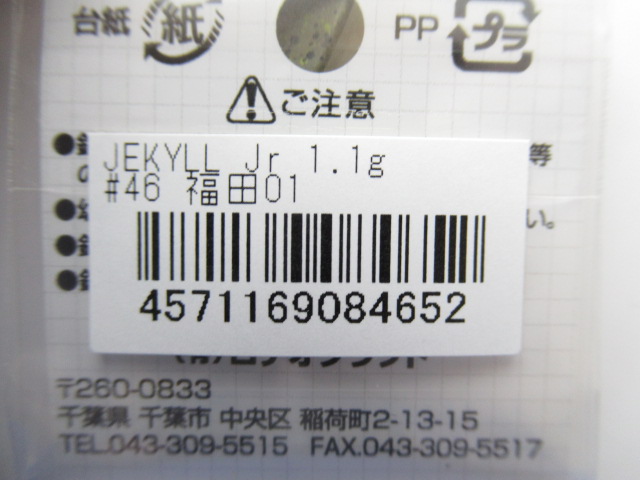 台紙 紙 PP プラ
ご注意
等
JEKYLL Jr 1.1g
#46 福田01
い。
4571169084652
〒260-0833
千葉県 千葉市 中央区 稲荷町2-13-15
TEL.043-309-5515 FAX.043-309-5517